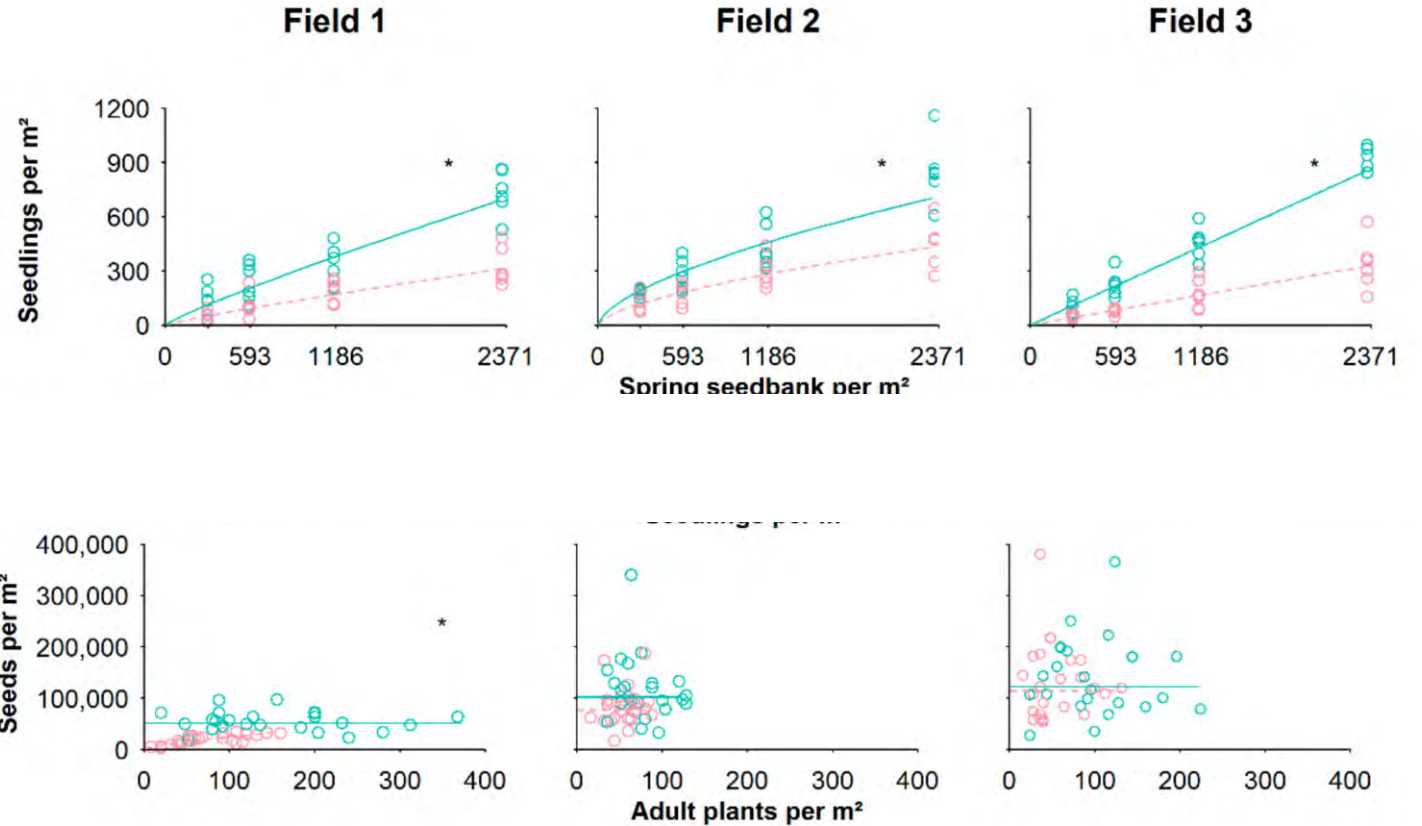 Field 1 Field 2 Field 3
Seedlings per m²
1200
900
600
300
0
* * *
0 593 1186 2371 0 593 1186 2371 0 593 1186 2371
Spring seedbank per m²
Seeds per m²
400,000
300,000
200,000
100,000
0
*
0 100 200 300 400 0 100 200 300 400 0 100 200 300 400
Adult plants per m²